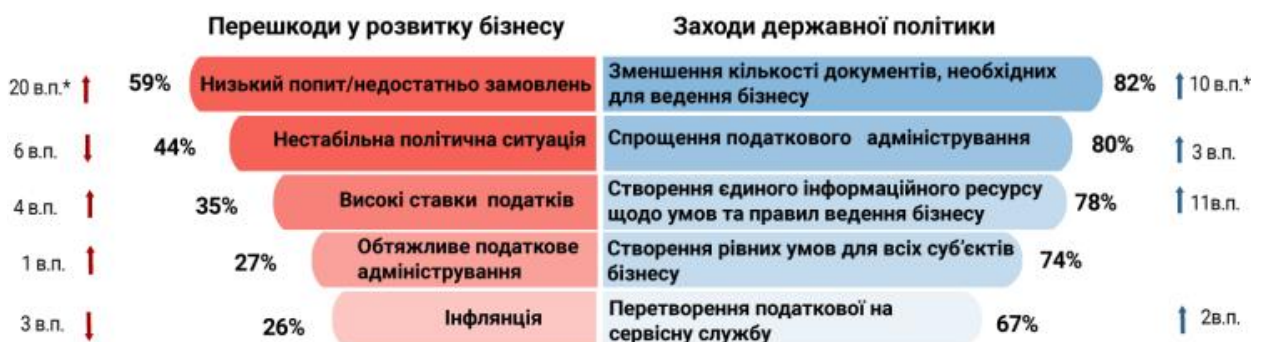 Перешкоди у розвитку бізнесу
Заходи державної політики
20 в.п.* 59% Низький попит/недостатньо замовлень
Зменшення кількості документів, необхідних
для ведення бізнесу
82% 10 в.п.*
6 в.п. 44% Нестабільна політична ситуація
Спрощення податкового адміністрування
80% 3 в.п.
4 в.п. 35% Високі ставки податків
Створення єдиного інформаційного ресурсу
щодо умов та правил ведення бізнесу
78% 11в.п.
1 в.п. 27% Обтяжливе податкове
адміністрування
Створення рівних умов для всіх суб’єктів
бізнесу
74%
3 в.п. 26% Інфлянція
Перетворення податкової на
сервісну службу
67% 2в.п.